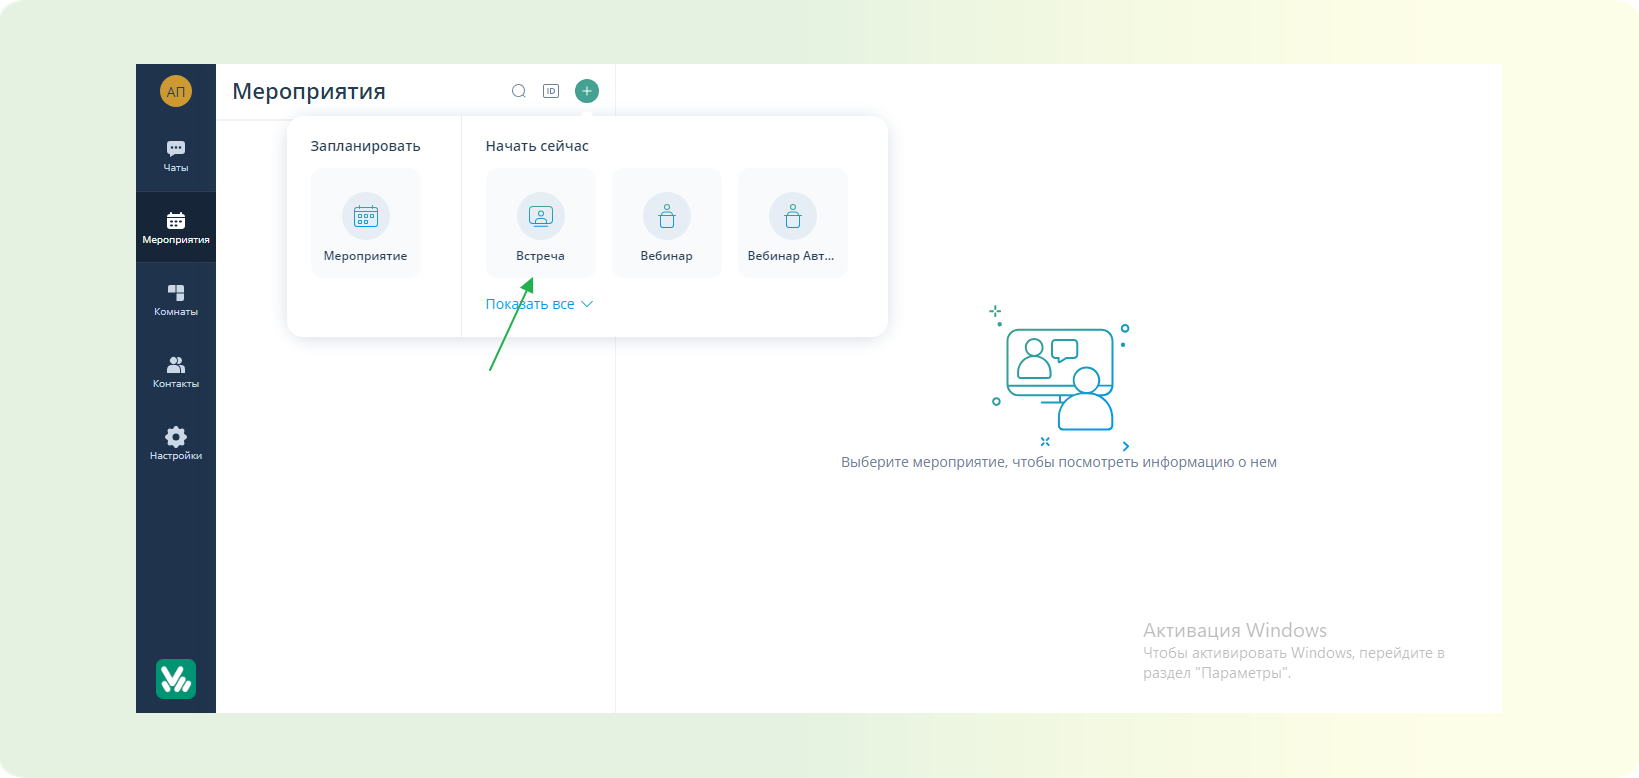 АП
Чаты
Мероприятия
Комнаты
Контакты
Настройки
Мероприятия
ID
Запланировать
Мероприятие
Начать сейчас
Встреча
Вебинар
Вебинар Авт...
Показать все
Выберите мероприятие, чтобы посмотреть информацию о нем
Активация Windows
Чтобы активировать Windows, перейдите в
раздел "Параметры".